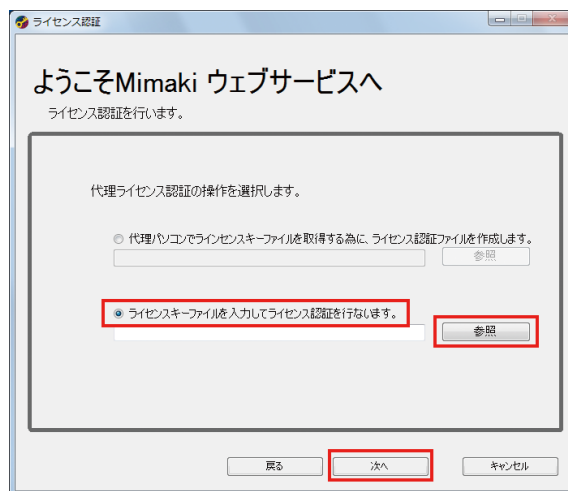 ライセンス認証
ようこそMimaki ウェブサービスへ
ライセンス認証を行います。
代理ライセンス認証の操作を選択します。
代理パソコンでラインセンスキーファイルを取得する為に、ライセンス認証ファイルを作成します。
参照
ライセンスキーファイルを入力してライセンス認証を行ないます。
参照
戻る 次へ キャンセル